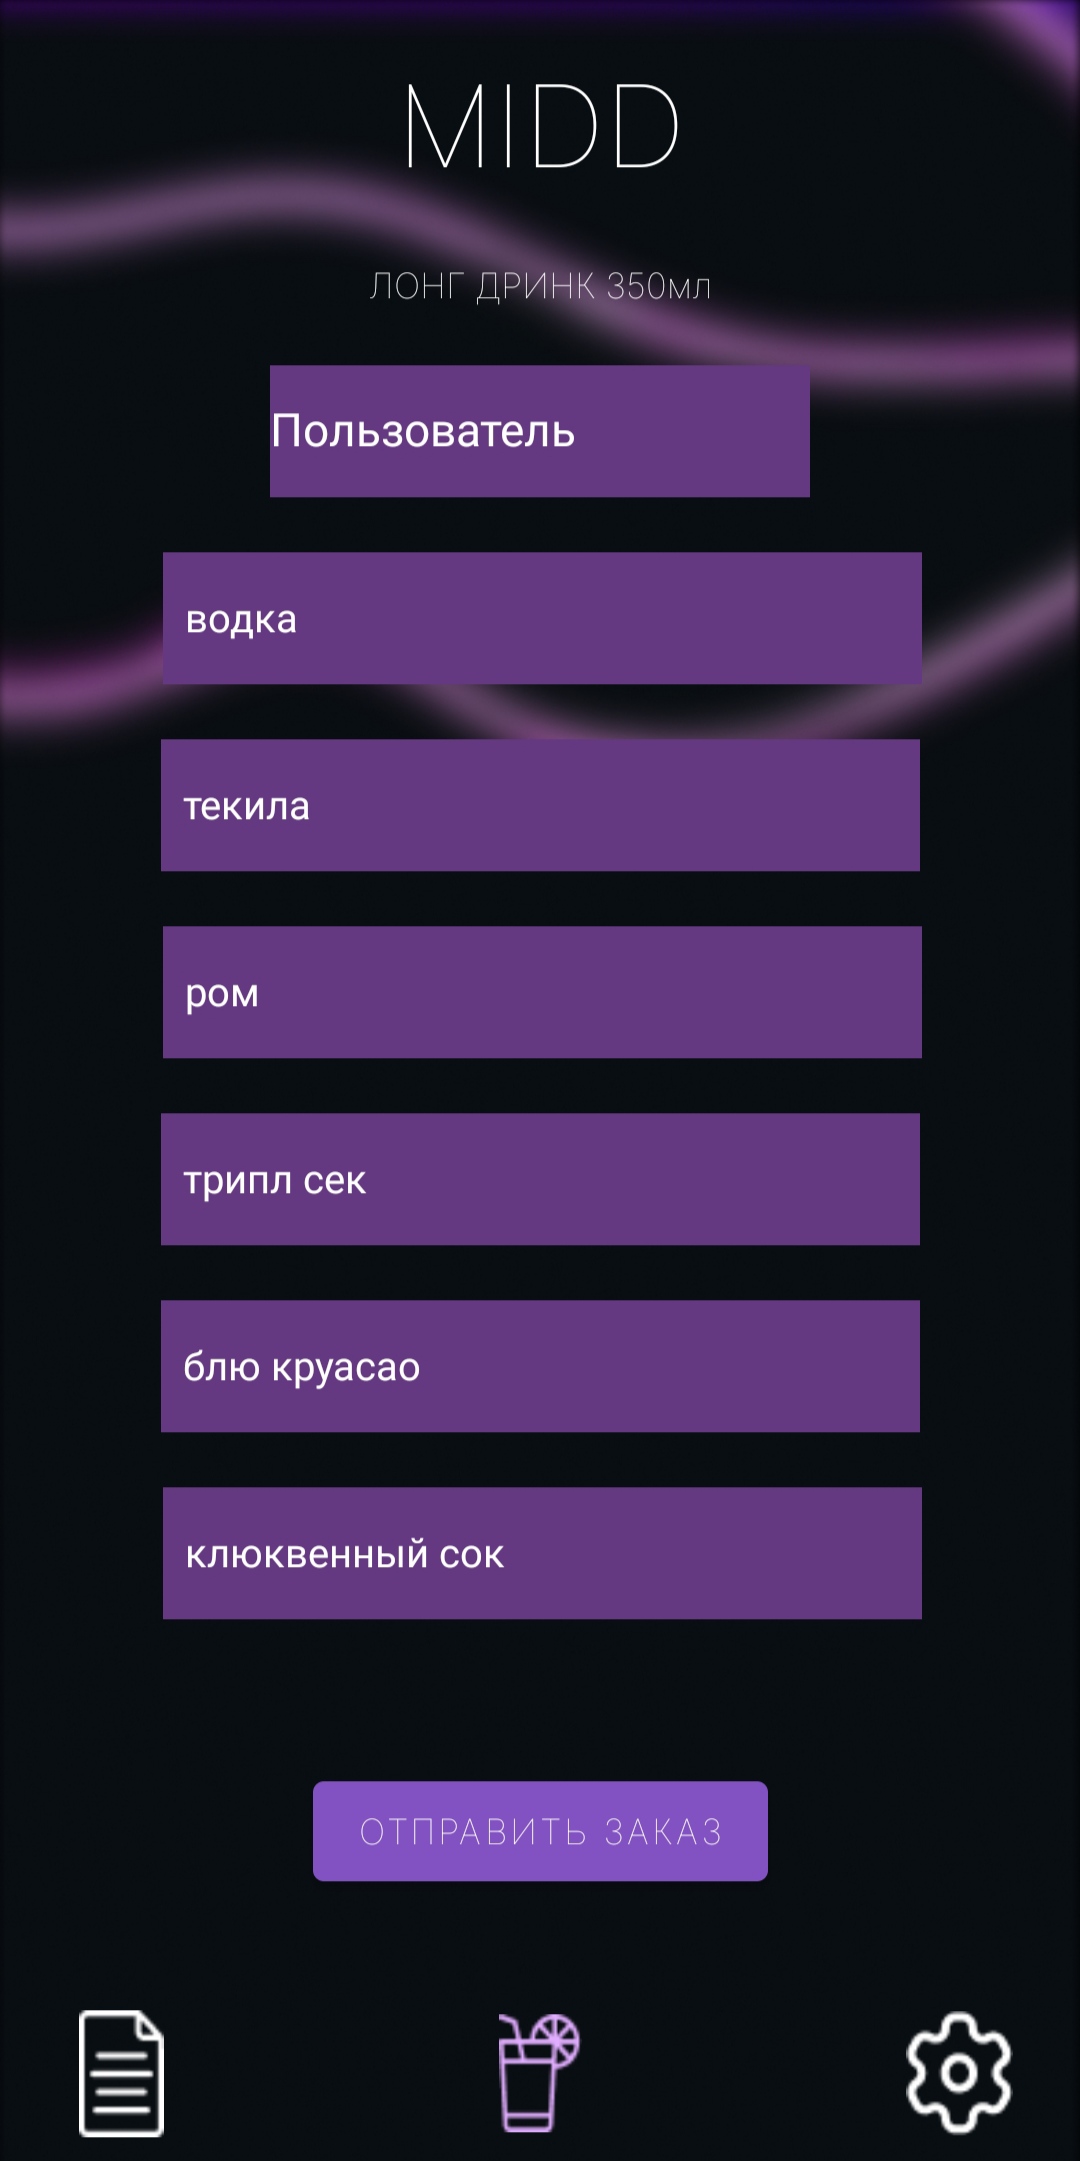 MIDD
ЛОНГ ДРИНК 350мл
Пользователь
водка
текила
ром
трипл сек
блю круасао
клюквенный сок
ОТПРАВИТЬ ЗАКАЗ